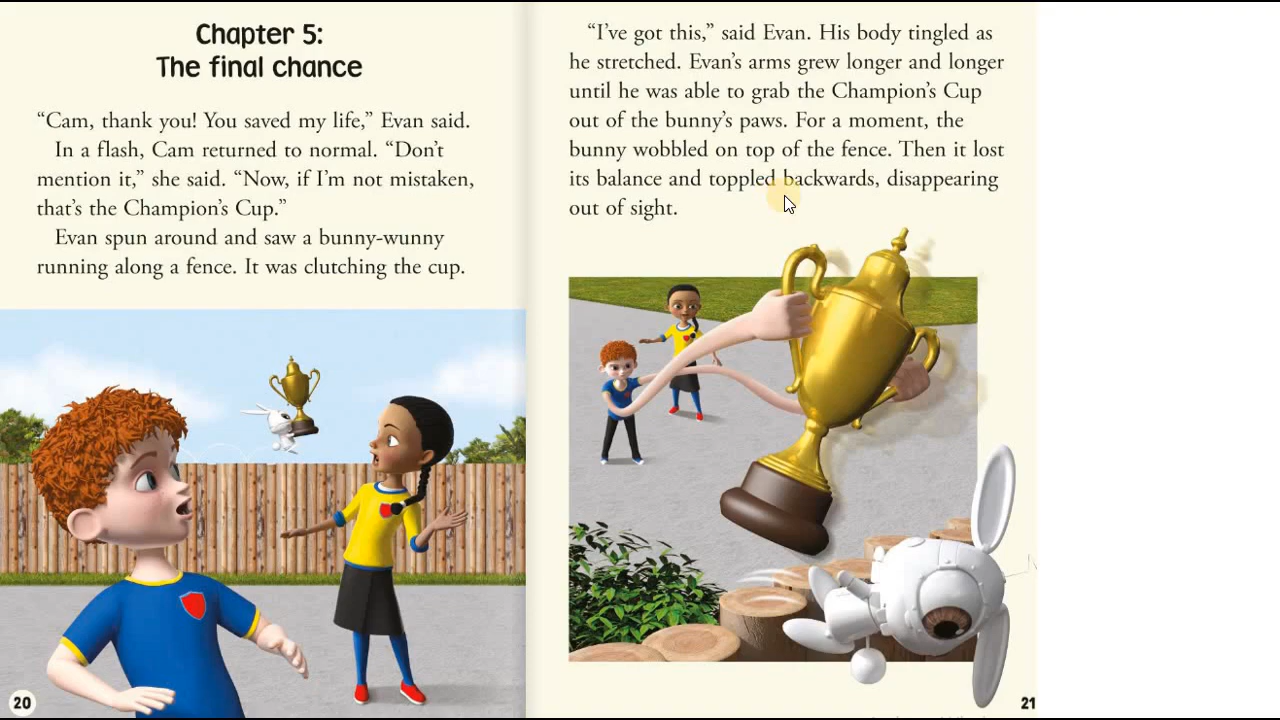 Chapter 5:
The final chance
“Cam, thank you! You saved my life,” Evan said.
In a flash, Cam returned to normal. “Don’t
mention it,” she said. “Now, if I’m not mistaken,
that’s the Champion’s Cup.”
Evan spun around and saw a bunny-wunny
running along a fence. It was clutching the cup.
20
“I’ve got this,” said Evan. His body tingled as
he stretched. Evan’s arms grew longer and longer
until he was able to grab the Champion’s Cup
out of the bunny’s paws. For a moment, the
bunny wobbled on top of the fence. Then it lost
its balance and toppled backwards, disappearing
out of sight.
21